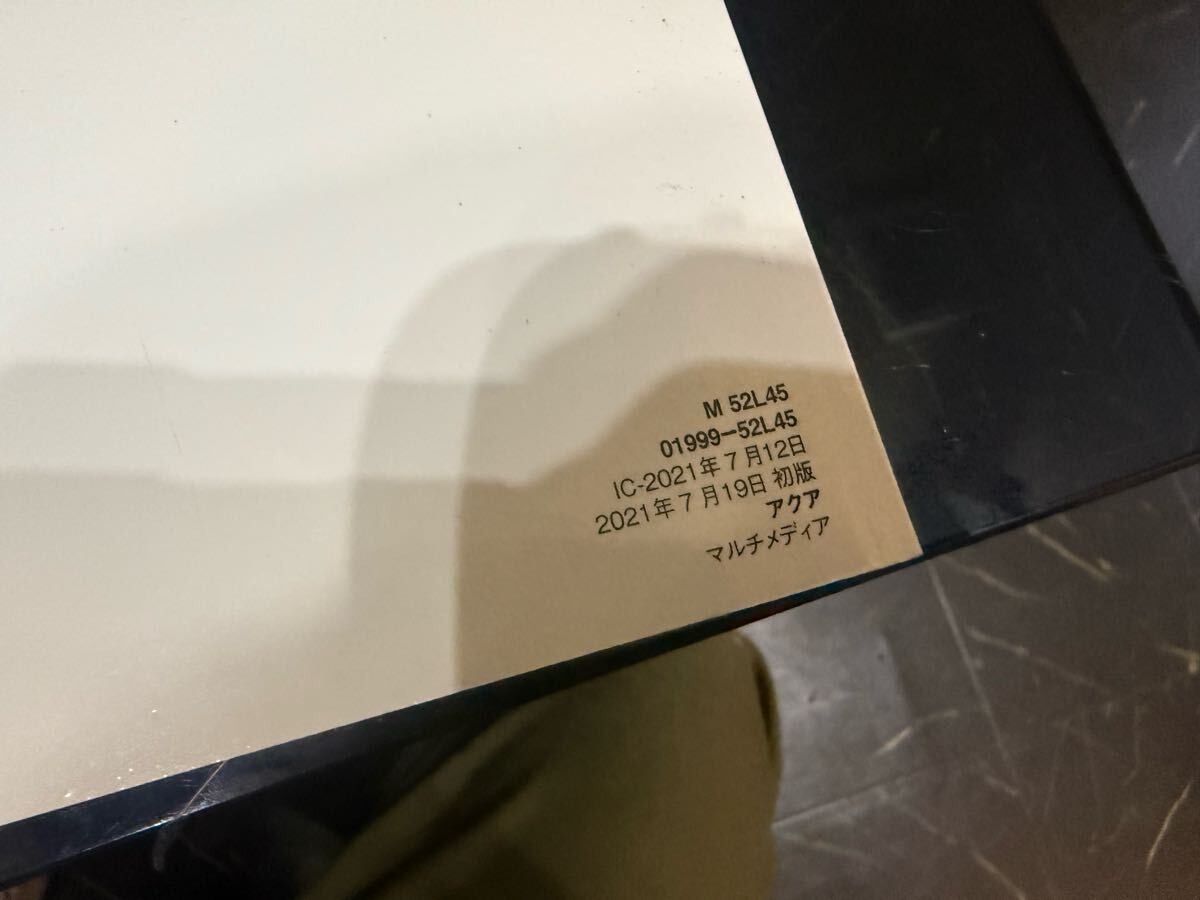 M 52L45
01999-52L45
IC-2021年7月12日
2021年7月19日 初版
アクア
マルチメディア